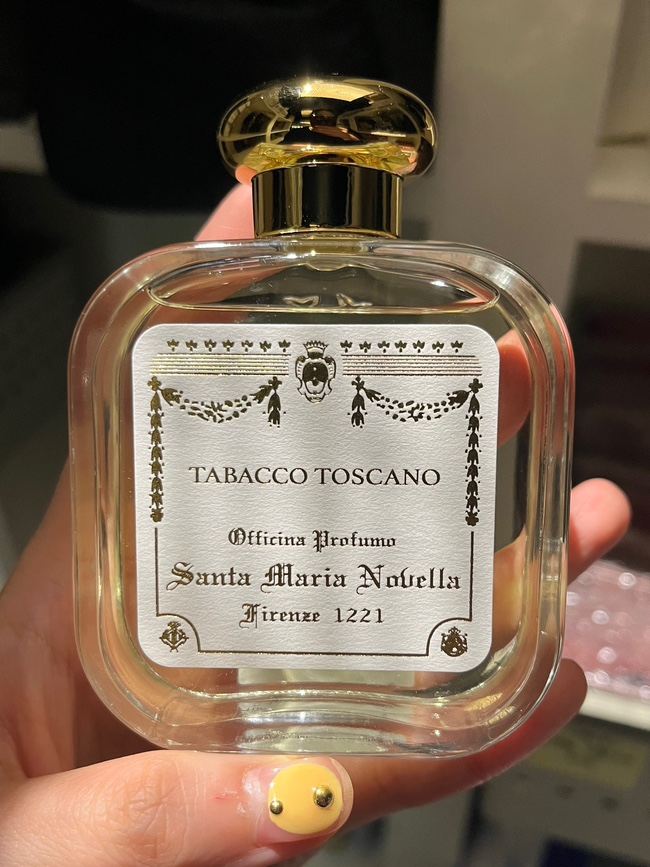 TABACCO TOSCANO
Officina Profumo
Santa Maria Novella
Firenze 1221